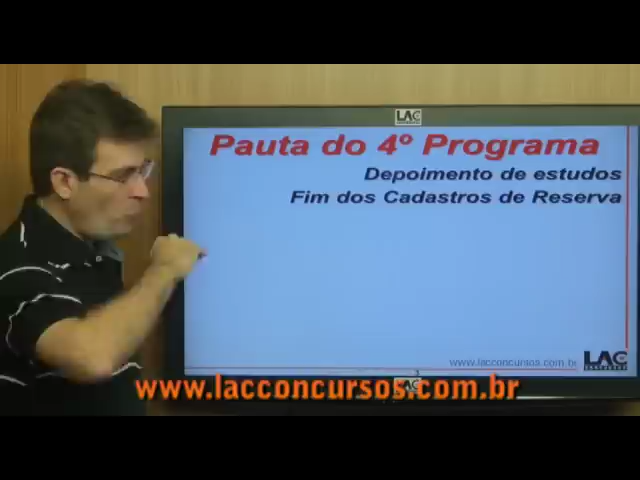 LAC
Pauta do 4º Programa
Depoimento de estudos
Fim dos Cadastros de Reserva
www.lacconcursos.com.br
LAC
www.lacconcursos.com.br